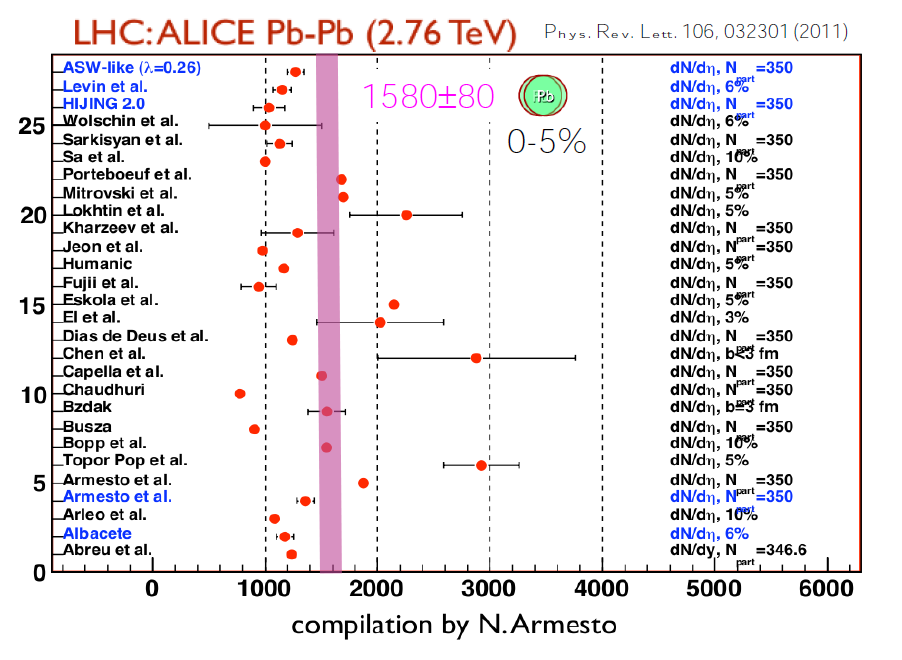 LHC: ALICE Pb-Pb (2.76 TeV) Phys. Rev. Lett. 106, 032301 (2011)
1580±80
Pb
0-5%
ASW-like (λ=0.26) dN/dη, Npart=350
Levin et al. dN/dη, 6%
HIJING 2.0 dN/dη, Npart=350
25 Wolschin et al. dN/dη, 6%
Sarkisyan et al. dN/dη, Npart=350
Sa et al. dN/dη, 10%
Porteboeuf et al. dN/dη, Npart=350
Mitrovski et al. dN/dη, 5%
20 Lokhtin et al. dN/dη, 5%
Kharzeev et al. dN/dη, Npart=350
Jeon et al. dN/dη, Npart=350
Humanic dN/dη, 5%
Fujii et al. dN/dη, Npart=350
15 Eskola et al. dN/dη, 5%
El et al. dN/dη, 3%
Dias de Deus et al. dN/dη, Npart=350
Chen et al. dN/dη, b<3 fm
Capella et al. dN/dη, Npart=350
10 Chaudhuri dN/dη, Npart=350
Bzdak dN/dη, b=3 fm
Busza dN/dη, Npart=350
Bopp et al. dN/dη, 10%
Topor Pop et al. dN/dη, 5%
5 Armesto et al. dN/dη, Npart=350
Armesto et al. dN/dη, Npart=350
Arleo et al. dN/dη, 10%
Albacete dN/dη, 6%
Abreu et al. dN/dy, Npart=346.6
0
0 1000 2000 3000 4000 5000 6000
compilation by N. Armesto